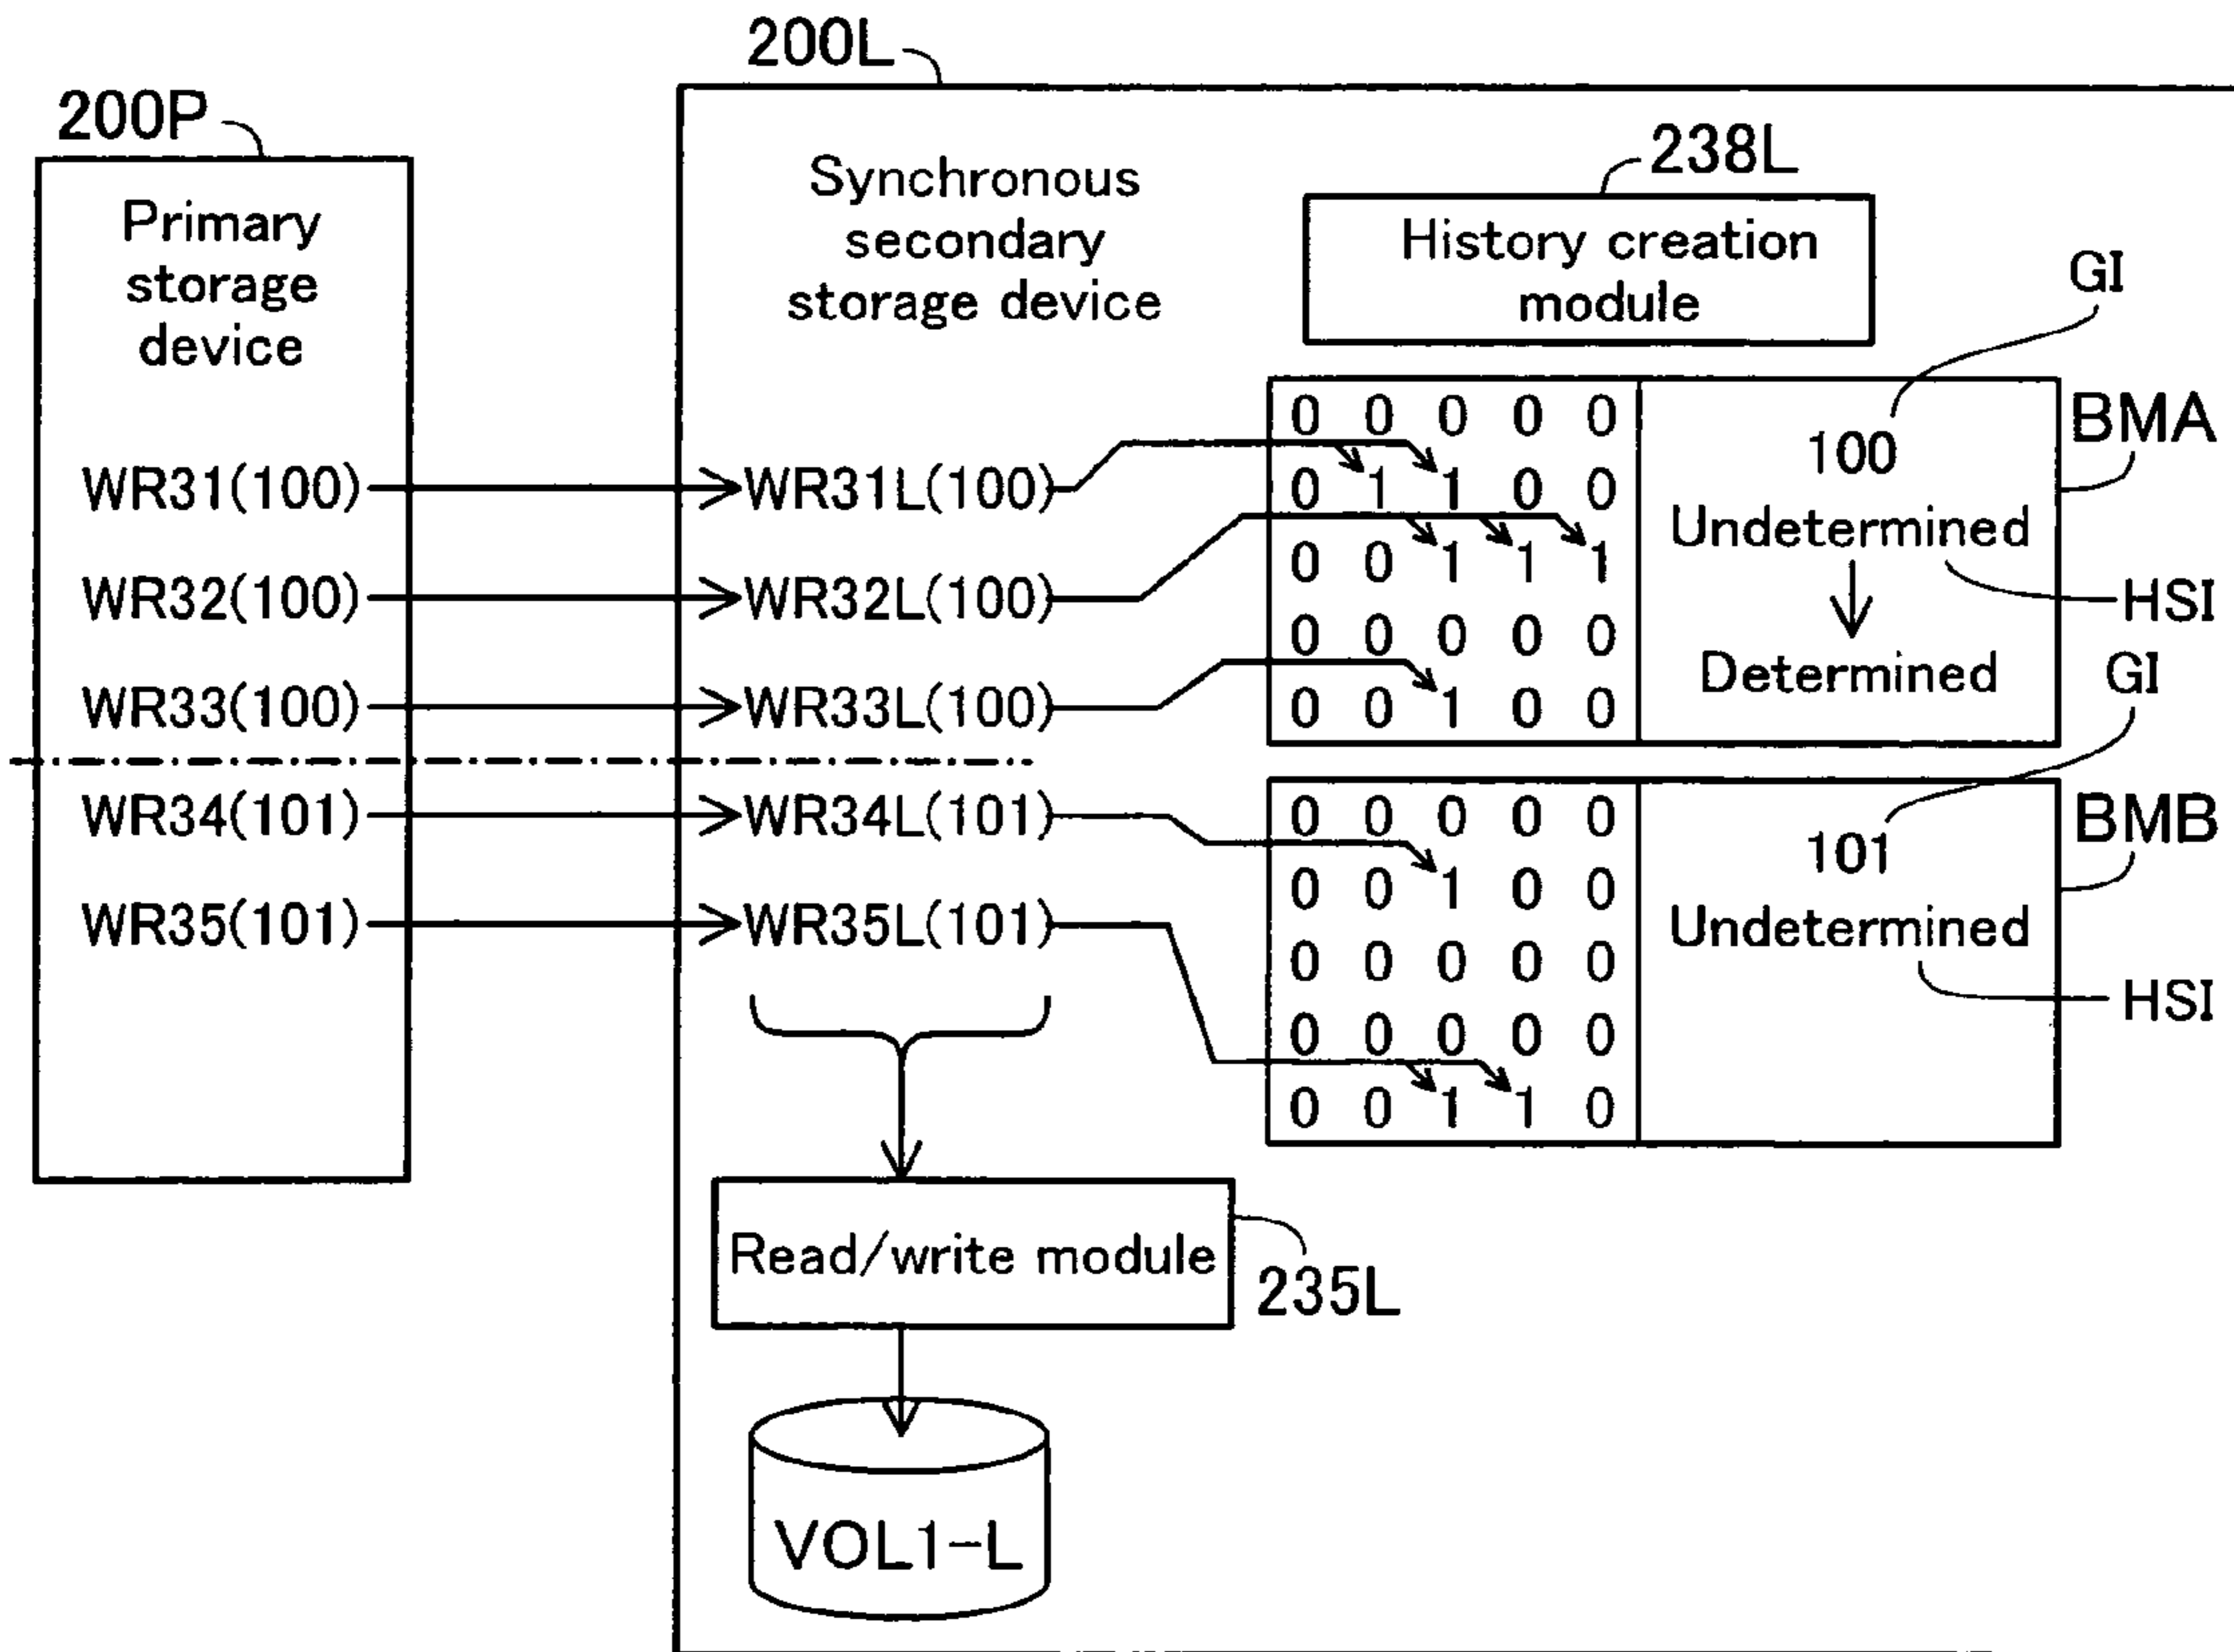 200L
200P
238L
Primary
storage
device
Synchronous
secondary
storage device
History creation
module
GI
BMA
0 0 0 0 0
0 1 1 0 0
0 0 1 1 1
0 0 0 0 0
0 0 1 0 0
100
Undetermined
Determined
HSI
GI
WR31(100) WR31L(100)
WR32(100) WR32L(100)
WR33(100) WR33L(100)
WR34(101) WR34L(101)
WR35(101) WR35L(101)
BMB
0 0 0 0 0
0 0 1 0 0
0 0 0 0 0
0 0 0 0 0
0 0 1 1 0
101
Undetermined
HSI
Read/write module
235L
VOL1-L